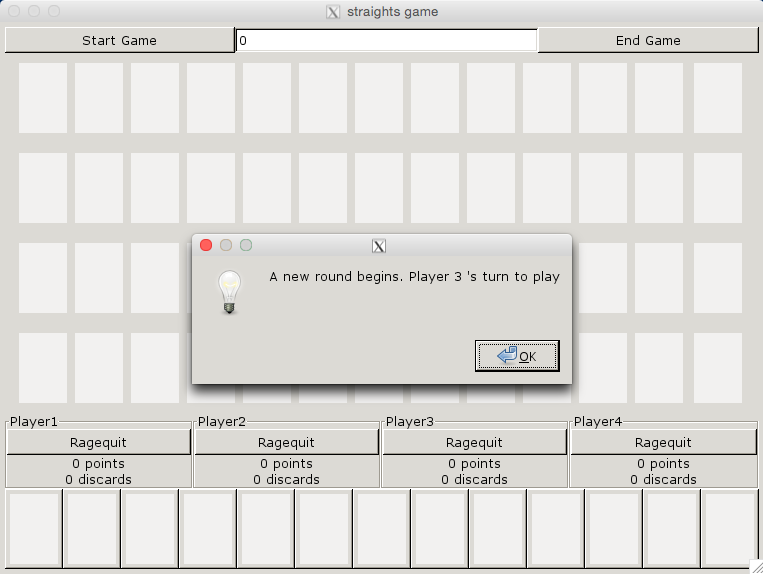 straights game
Start Game
0
End Game
A new round begins. Player 3 's turn to play
OK
Player1
Player2
Player3
Player4
Ragequit
Ragequit
Ragequit
Ragequit
0 points
0 points
0 points
0 points
0 discards
0 discards
0 discards
0 discards